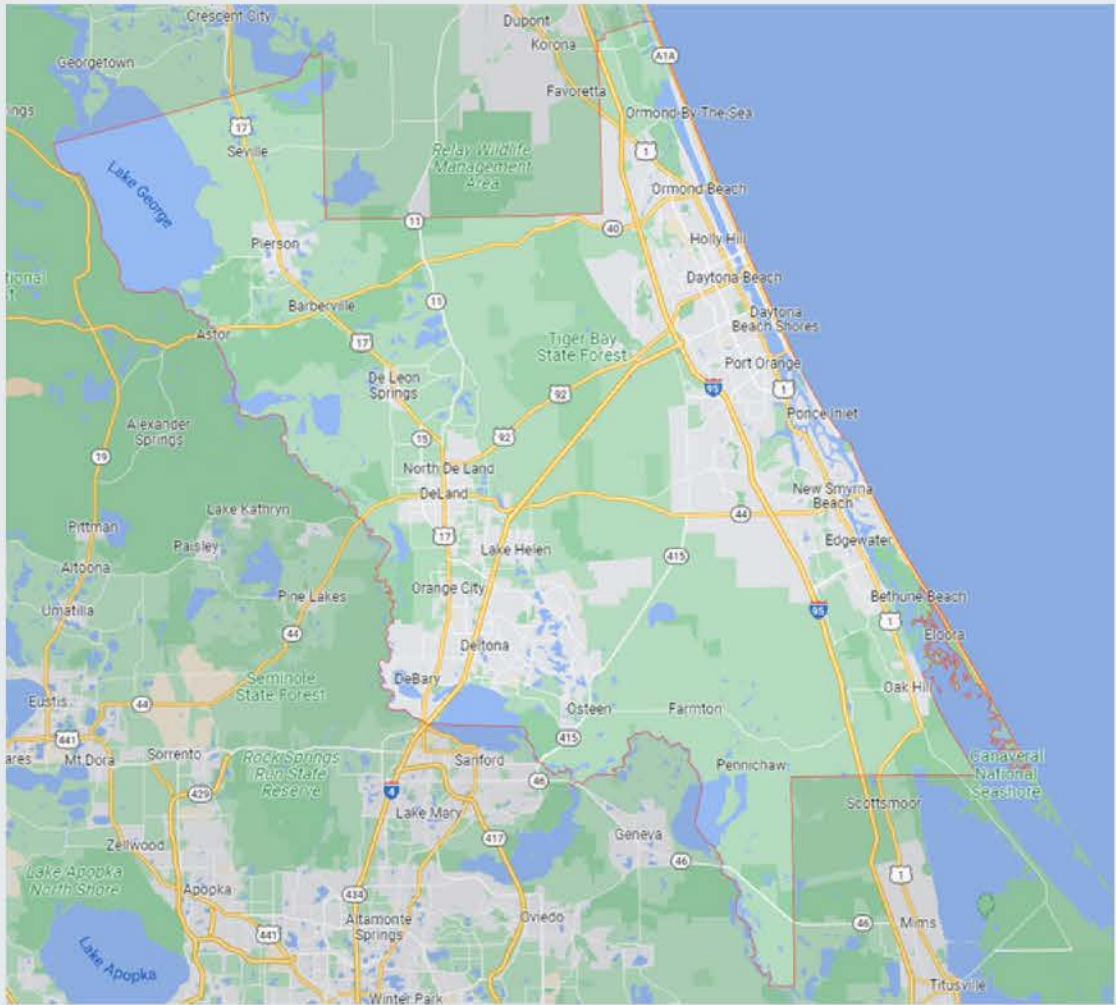 Crescent City
Dupont
Korona
A1A
Georgetown
Favoretta
ings
Ormond-By-The-Sea
17
1
Seville
Relay Wildlife
Management
Area
Lake George
Ormond Beach
11
40
Pierson
Holly Hill
tional
Daytona Beach
11
Barberville
Daytona
Beach Shores
Astor
17
Tiger Bay
State Forest
Port Orange
De Leon
Springs
95
1
92
Ponce Inlet
Alexander
Springs
15
92
19
North De Land
DeLand
New Smyrna
Beach
Lake Kathryn
44
Pittman
Paisley
17
Edgewater
Lake Helen
415
Altoona
Orange City
Pine Lakes
Bethune Beach
Umatilla
95
1
44
Eldora
Deltona
DeBary
Seminole
State Forest
Oak Hill
Eustis
44
Osteen
Farmton
441
415
ares
Mt Dora
Sorrento
Rock Springs
Run State
Reserve
Sanford
Canaveral
National
Seashore
Pennichaw
46
4
429
Scottsmoor
Lake Mary
417
Geneva
Zellwood
46
Lake Apopka
North Shore
1
Apopka
434
Altamonte
Springs
Oviedo
46
Mims
441
Lake Apopka
Titusville
Winter Park